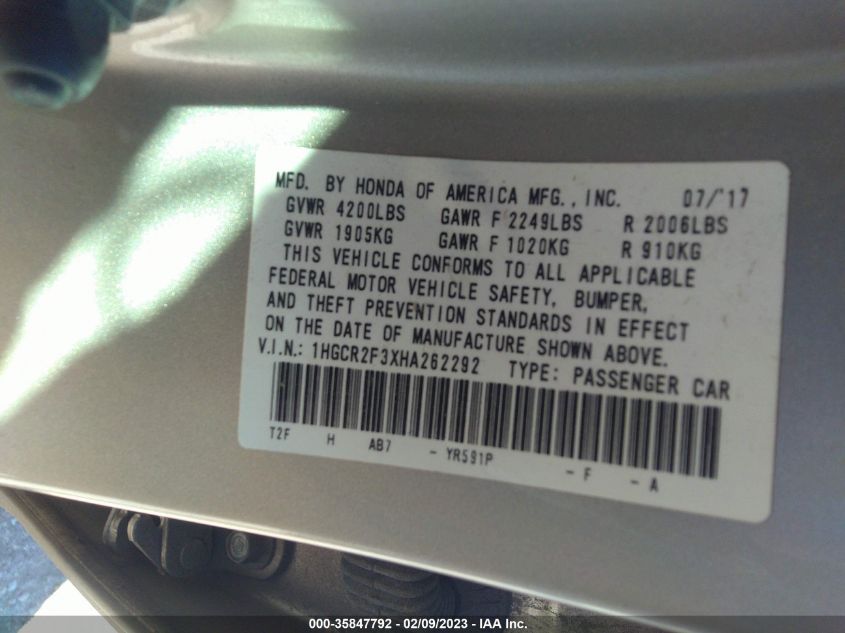 MFD. BY HONDA OF AMERICA MFG., INC. 07/'17
GVWR 4200LBS GAWR F 2249LBS R 2006LBS
GVWR 1905KG GAWR F 1020KG R 910KG
THIS VEHICLE CONFORMS TO ALL APPLICABLE
FEDERAL MOTOR VEHICLE SAFETY, BUMPER,
AND THEFT PREVENTION STANDARDS IN EFFECT
ON THE DATE OF MANUFACTURE SHOWN ABOVE.
V.I.N.: 1HGCR2F3XHA262292 TYPE: PASSENGER CAR
T2F H AB7 - YR591P - F - A
000-35847792 - 02/09/2023 - IAA Inc.